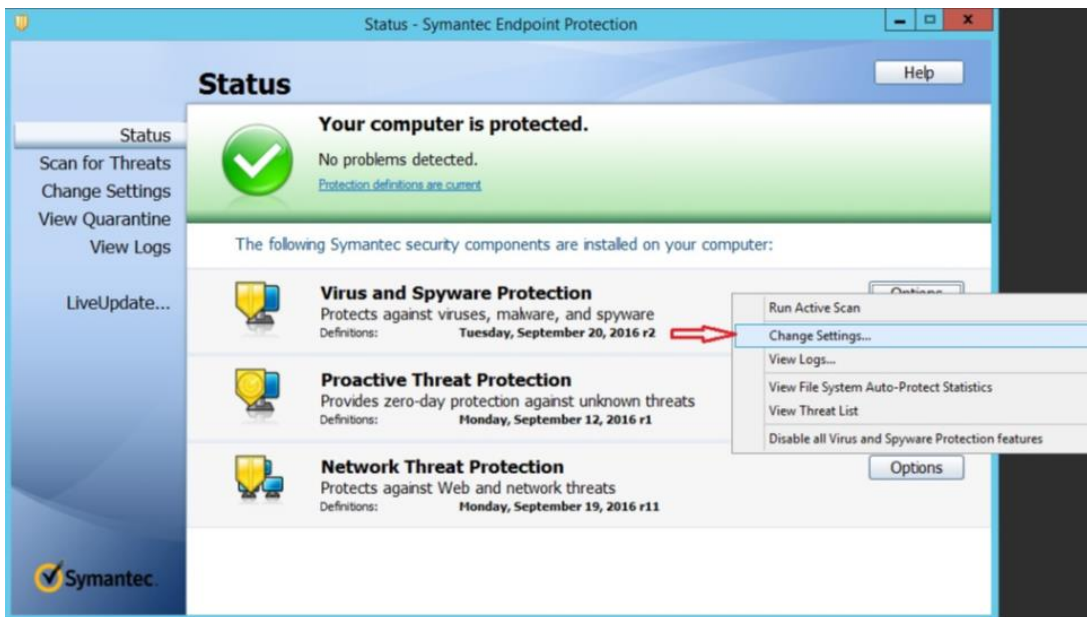 Status - Symantec Endpoint Protection
Status
Help
Status
Scan for Threats
Change Settings
View Quarantine
View Logs
LiveUpdate...
Your computer is protected.
No problems detected.
Protection definitions are current
The following Symantec security components are installed on your computer:
Virus and Spyware Protection
Protects against viruses, malware, and spyware
Definitions: Tuesday, September 20, 2016 r2
Options
Run Active Scan
Change Settings...
View Logs...
View File System Auto-Protect Statistics
View Threat List
Disable all Virus and Spyware Protection features
Proactive Threat Protection
Provides zero-day protection against unknown threats
Definitions: Monday, September 12, 2016 r1
Network Threat Protection
Protects against Web and network threats
Definitions: Monday, September 19, 2016 r11
Options
Symantec.